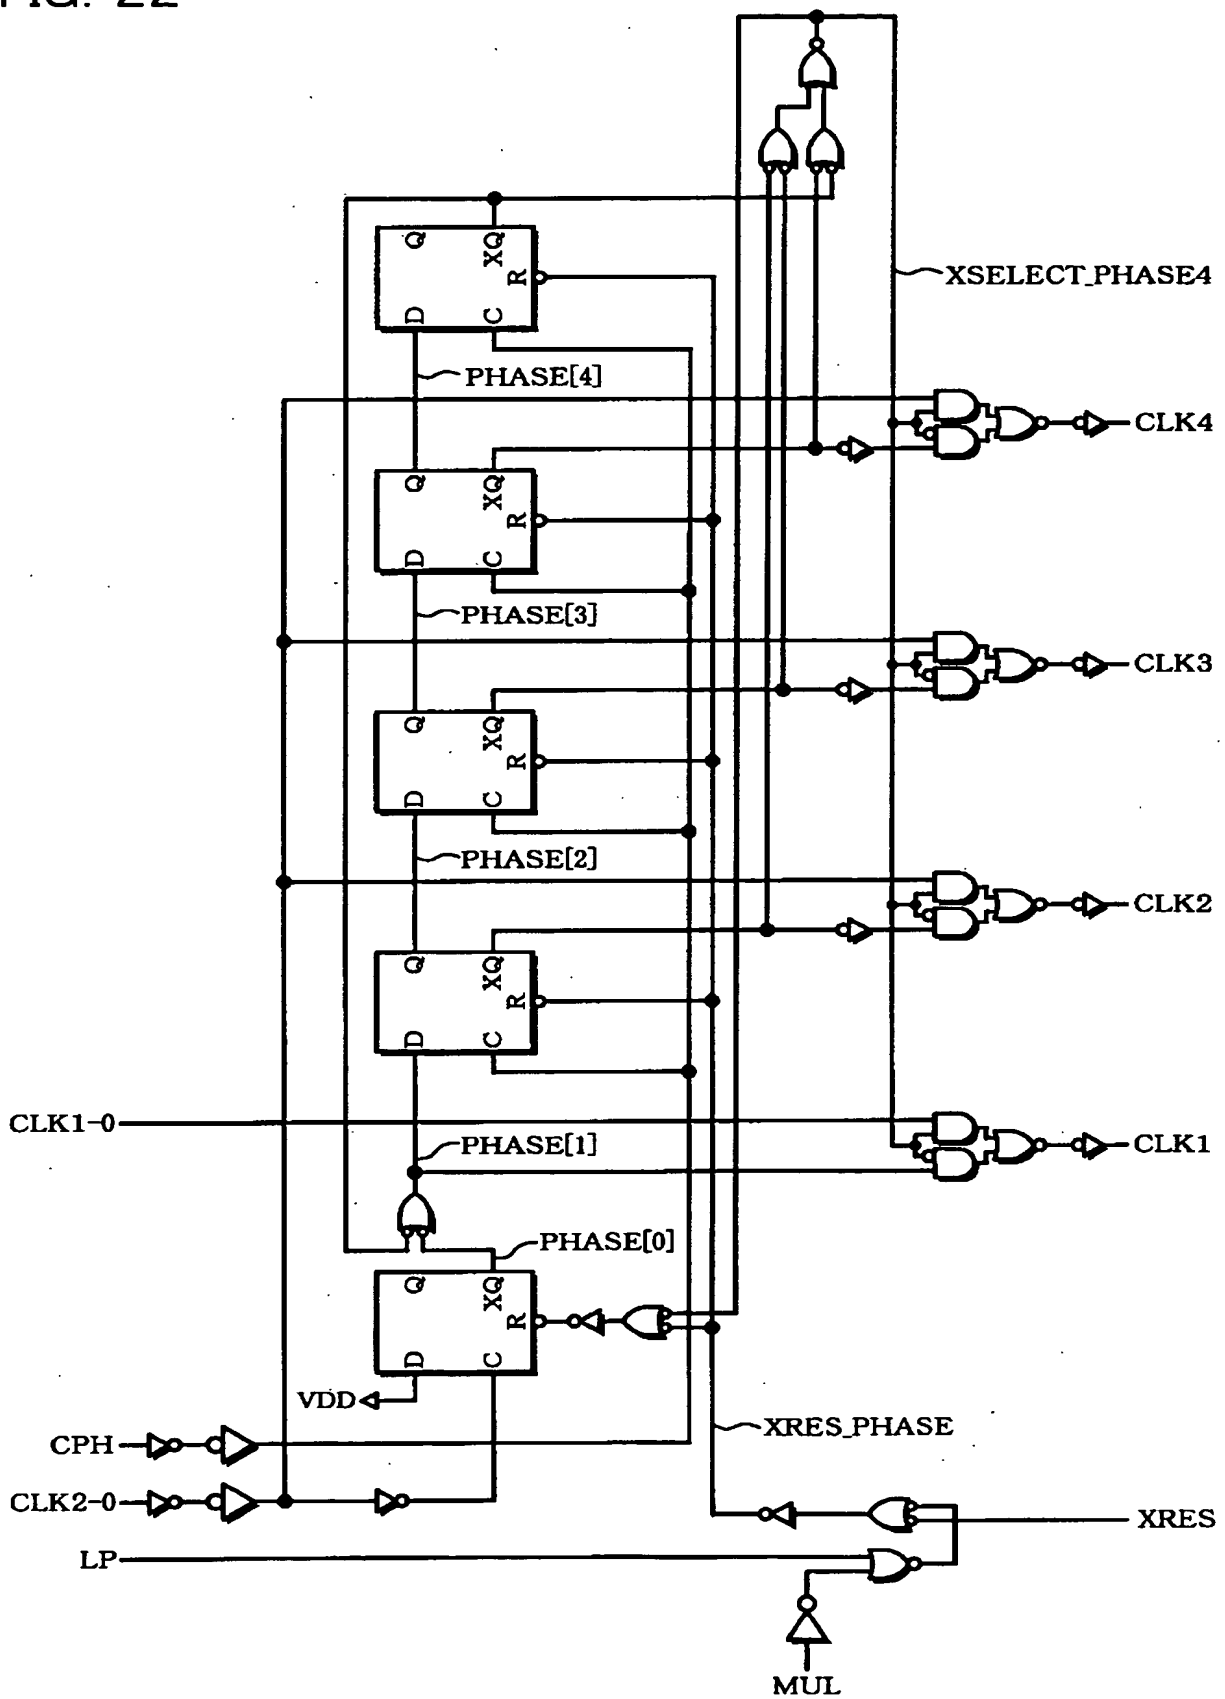 FIG. 22
Q XQ R D C
XSELECT_PHASE4
PHASE[4]
CLK4
Q XQ R D C
PHASE[3]
CLK3
Q XQ R D C
PHASE[2]
CLK2
Q XQ R D C
CLK1-0
PHASE[1]
CLK1
PHASE[0]
Q XQ R D C
VDD
XRES_PHASE
CPH
CLK2-0
XRES
LP
MUL